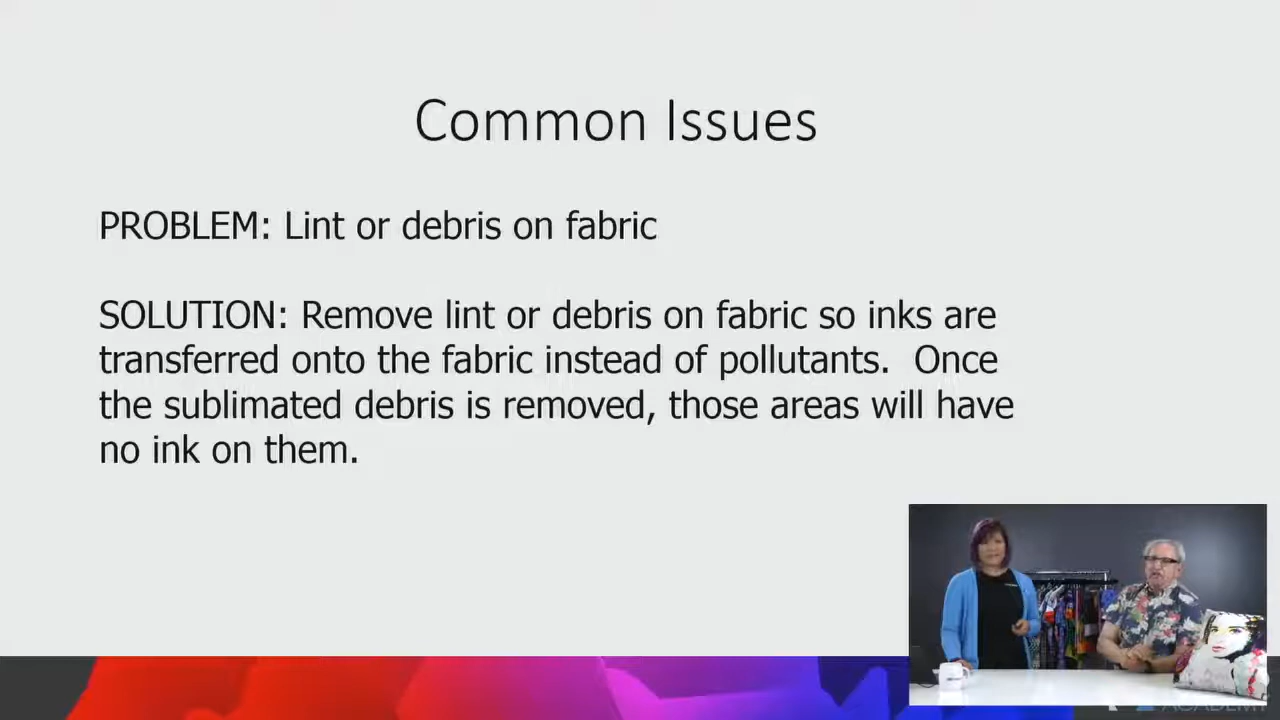 Common Issues
PROBLEM: Lint or debris on fabric
SOLUTION: Remove lint or debris on fabric so inks are
transferred onto the fabric instead of pollutants. Once
the sublimated debris is removed, those areas will have
no ink on them.
ACADEMY